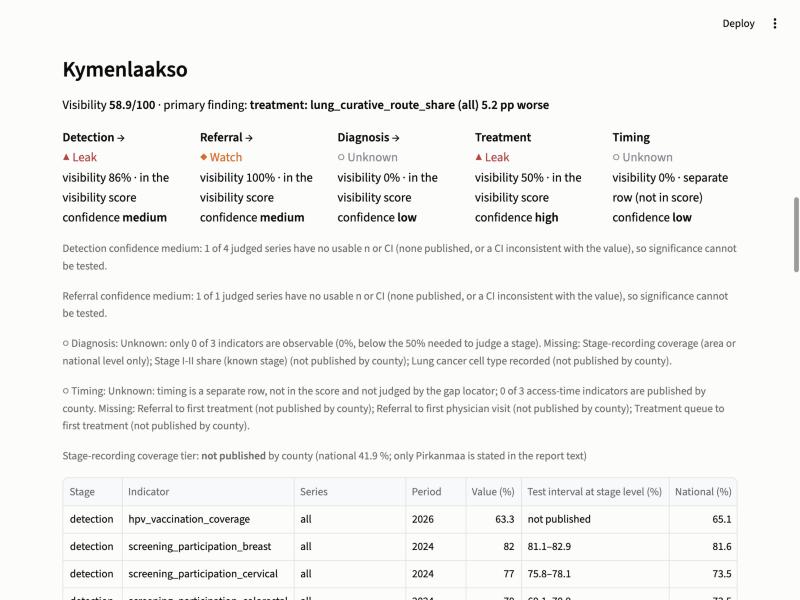 Deploy
Kymenlaakso
Visibility 58.9/100 · primary finding: treatment: lung_curative_route_share (all) 5.2 pp worse
Detection → Referral → Diagnosis → Treatment Timing
▲ Leak ◆ Watch ○ Unknown ▲ Leak ○ Unknown
visibility 86% · in the visibility 100% · in the visibility 0% · in the visibility 50% · in the visibility 0% · separate
visibility score visibility score visibility score visibility score row (not in score)
confidence medium confidence medium confidence low confidence high confidence low
Detection confidence medium: 1 of 4 judged series have no usable n or CI (none published, or a CI inconsistent with the value), so significance cannot
be tested.
Referral confidence medium: 1 of 1 judged series have no usable n or CI (none published, or a CI inconsistent with the value), so significance cannot
be tested.
○ Diagnosis: Unknown: only 0 of 3 indicators are observable (0%, below the 50% needed to judge a stage). Missing: Stage-recording coverage (area or
national level only); Stage I-II share (known stage) (not published by county); Lung cancer cell type recorded (not published by county).
○ Timing: Unknown: timing is a separate row, not in the score and not judged by the gap locator; 0 of 3 access-time indicators are published by
county. Missing: Referral to first treatment (not published by county); Referral to first physician visit (not published by county); Treatment queue to
first treatment (not published by county).
Stage-recording coverage tier: not published by county (national 41.9 %; only Pirkanmaa is stated in the report text)
Stage Indicator Series Period Value (%) Test interval at stage level (%) National (%)
detection hpv_vaccination_coverage all 2026 63.3 not published 65.1
detection screening_participation_breast all 2024 82 81.1–82.9 81.6
detection screening_participation_cervical all 2024 77 75.8–78.1 73.5